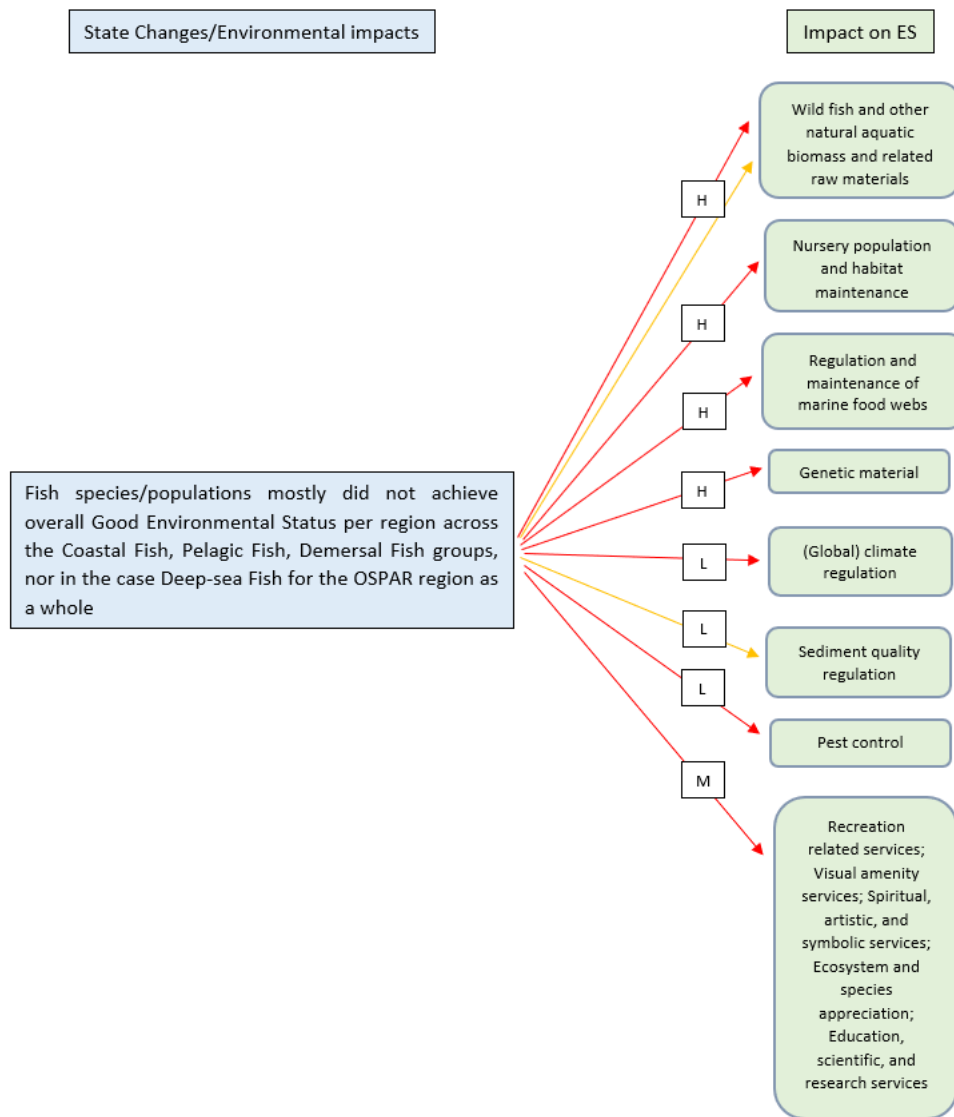 State Changes/Environmental impacts
Impact on ES
Wild fish and other
natural aquatic
biomass and related
raw materials
H
Nursery population
and habitat
maintenance
H
Regulation and
maintenance of
marine food webs
H
Fish species/populations mostly did not achieve
overall Good Environmental Status per region across
the Coastal Fish, Pelagic Fish, Demersal Fish groups,
nor in the case Deep-sea Fish for the OSPAR region as
a whole
Genetic material
H
(Global) climate
regulation
L
Sediment quality
regulation
L
L
Pest control
M
Recreation
related services;
Visual amenity
services; Spiritual,
artistic, and
symbolic services;
Ecosystem and
species
appreciation;
Education,
scientific, and
research services